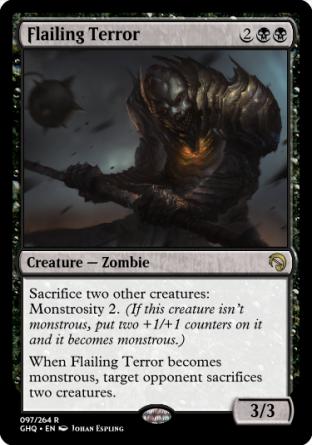 Flailing Terror 2
Creature — Zombie
Sacrifice two other creatures:
Monstrosity 2. (If this creature isn't
monstrous, put two +1/+1 counters on it
and it becomes monstrous.)
When Flailing Terror becomes
monstrous, target opponent sacrifices
two creatures.
3/3
097/264 R
GHQ • EN Johan Espling